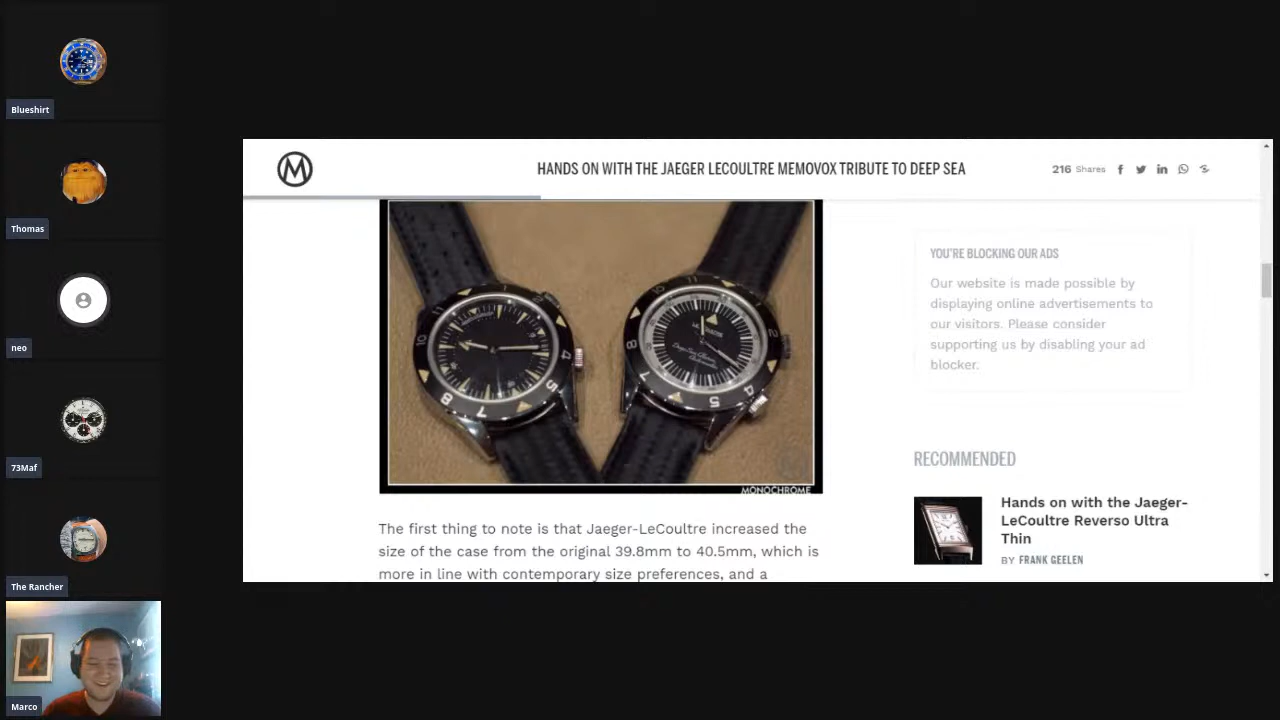 Blueshirt
Thomas
neo
73Maf
The Rancher
Marco
M
HANDS ON WITH THE JAEGER LECOULTRE MEMOVOX TRIBUTE TO DEEP SEA
216 Shares
MONOCHROME
The first thing to note is that Jaeger-LeCoultre increased the
size of the case from the original 39.8mm to 40.5mm, which is
more in line with contemporary size preferences, and a
YOU'RE BLOCKING OUR ADS
Our website is made possible by
displaying online advertisements to
our visitors. Please consider
supporting us by disabling your ad
blocker.
RECOMMENDED
Hands on with the Jaeger-
LeCoultre Reverso Ultra
Thin
BY FRANK GEELEN